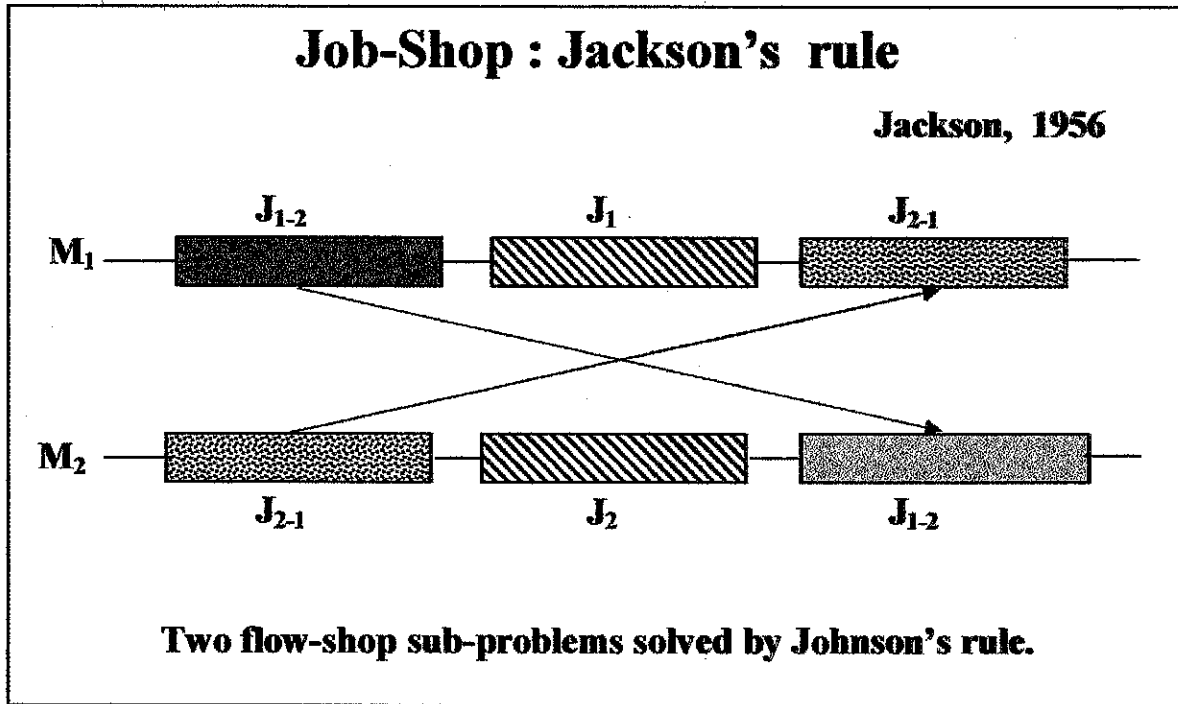 Job-Shop : Jackson's rule
Jackson, 1956
J1-2 J1 J2-1
M1
M2
J2-1 J2 J1-2
Two flow-shop sub-problems solved by Johnson's rule.